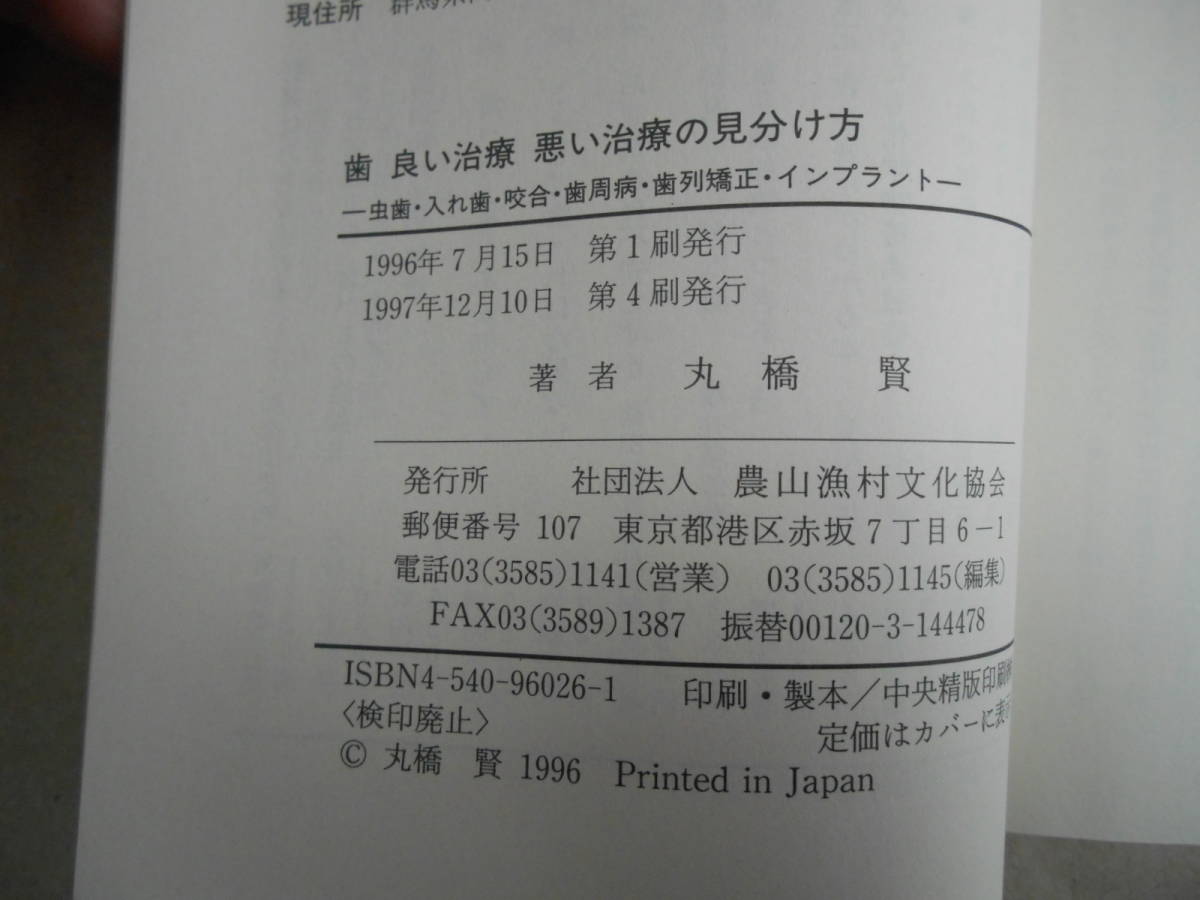 現住所 群馬県
歯 良い治療 悪い治療の見分け方
―虫歯・入れ歯・咬合・歯周病・歯列矯正・インプラント―
1996年7月15日 第1刷発行
1997年12月10日 第4刷発行
著者 丸橋 賢
発行所 社団法人 農山漁村文化協会
郵便番号 107 東京都港区赤坂7丁目6-1
電話03(3585)1141(営業) 03(3585)1145(編集)
FAX03(3589)1387 振替00120-3-144478
ISBN4-540-96026-1 印刷・製本/中央精版印刷
〈検印廃止〉 定価はカバーに表
© 丸橋 賢 1996 Printed in Japan